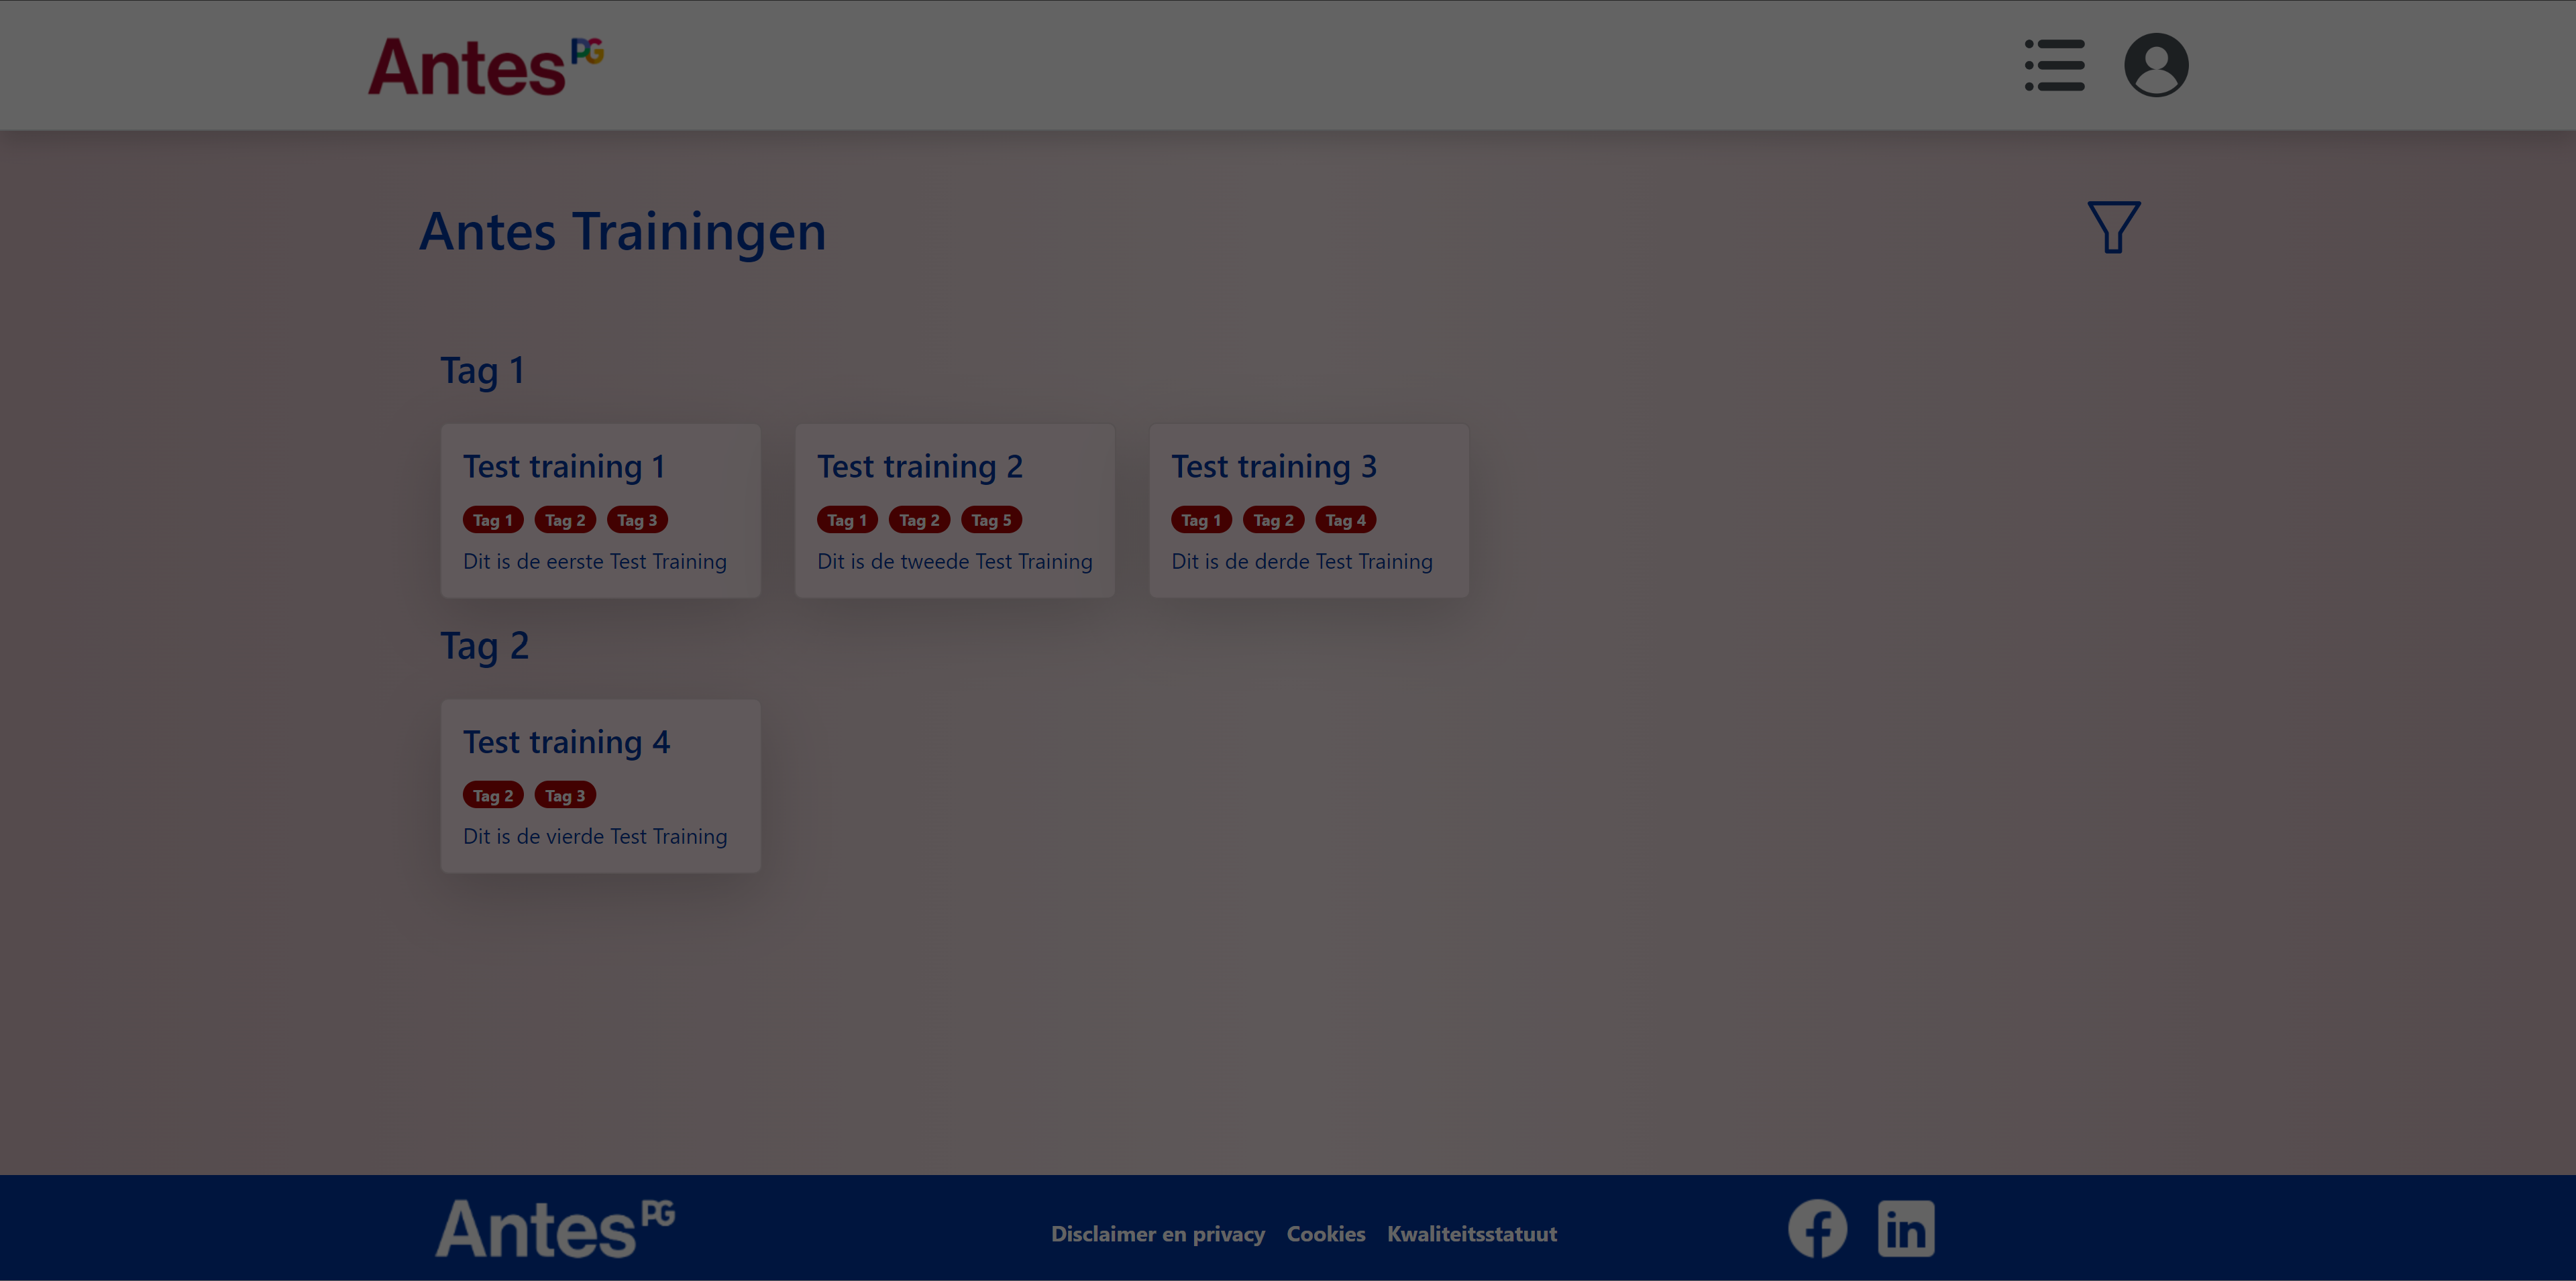 Antes PG
Antes Trainingen
Tag 1
Test training 1
Tag 1 Tag 2 Tag 3
Dit is de eerste Test Training
Test training 2
Tag 1 Tag 2 Tag 5
Dit is de tweede Test Training
Test training 3
Tag 1 Tag 2 Tag 4
Dit is de derde Test Training
Tag 2
Test training 4
Tag 2 Tag 3
Dit is de vierde Test Training
Antes PG
Disclaimer en privacy Cookies Kwaliteitsstatuut
in